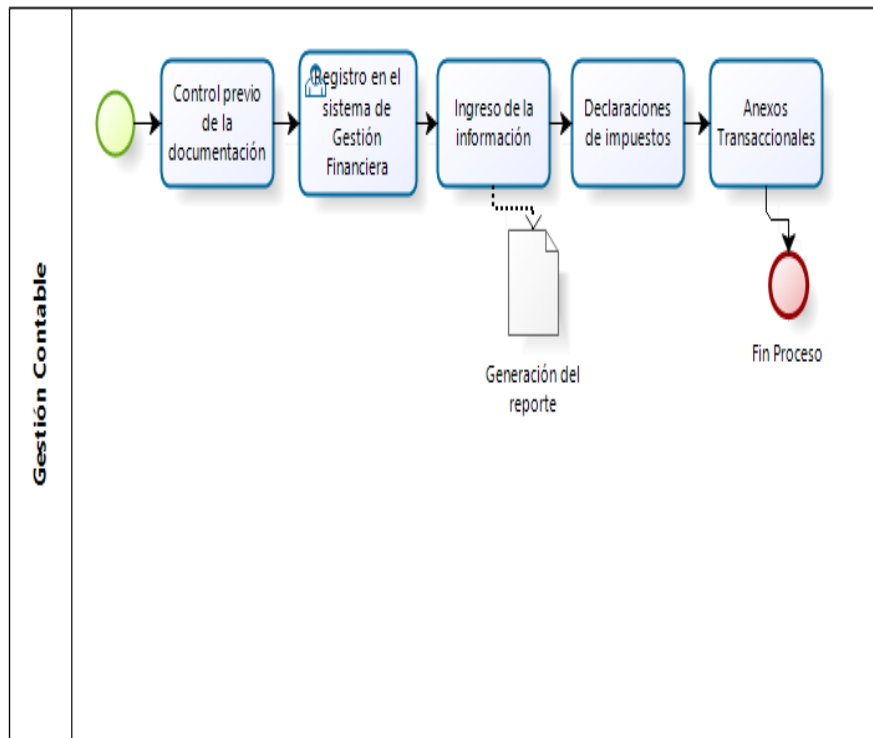 Gestión Contable
Control previo
de la
documentación
Registro en el
sistema de
Gestión
Financiera
Ingreso de la
información
Declaraciones
de impuestos
Anexos
Transaccionales
Generación del
reporte
Fin Proceso